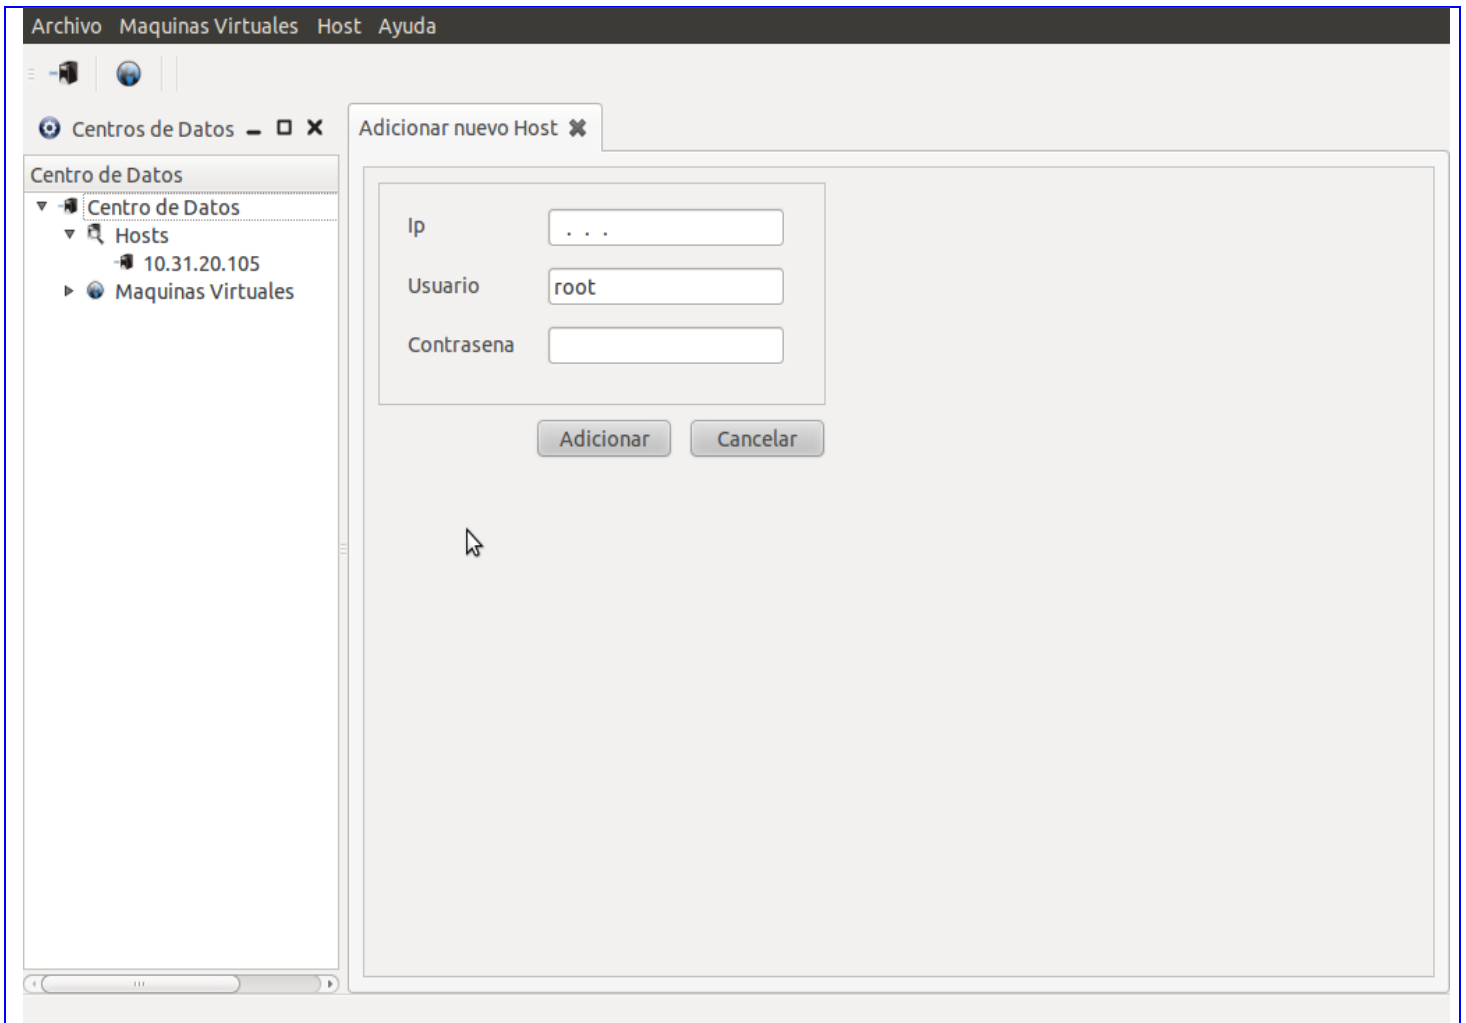 Archivo Maquinas Virtuales Host Ayuda
Centros de Datos
Adicionar nuevo Host
Centro de Datos
Centro de Datos
Hosts
10.31.20.105
Maquinas Virtuales
Ip
. . .
Usuario
root
Contrasena
Adicionar Cancelar